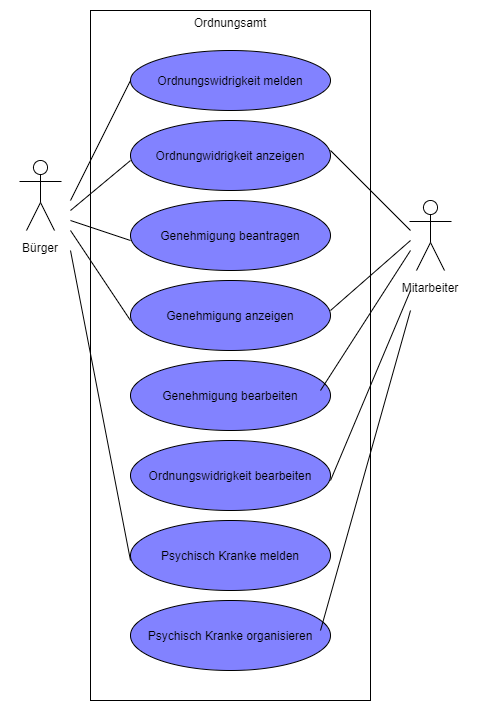 Ordnungsamt
Ordnungswidrigkeit melden
Ordnungwidrigkeit anzeigen
Genehmigung beantragen
Bürger
Mitarbeiter
Genehmigung anzeigen
Genehmigung bearbeiten
Ordnungswidrigkeit bearbeiten
Psychisch Kranke melden
Psychisch Kranke organisieren